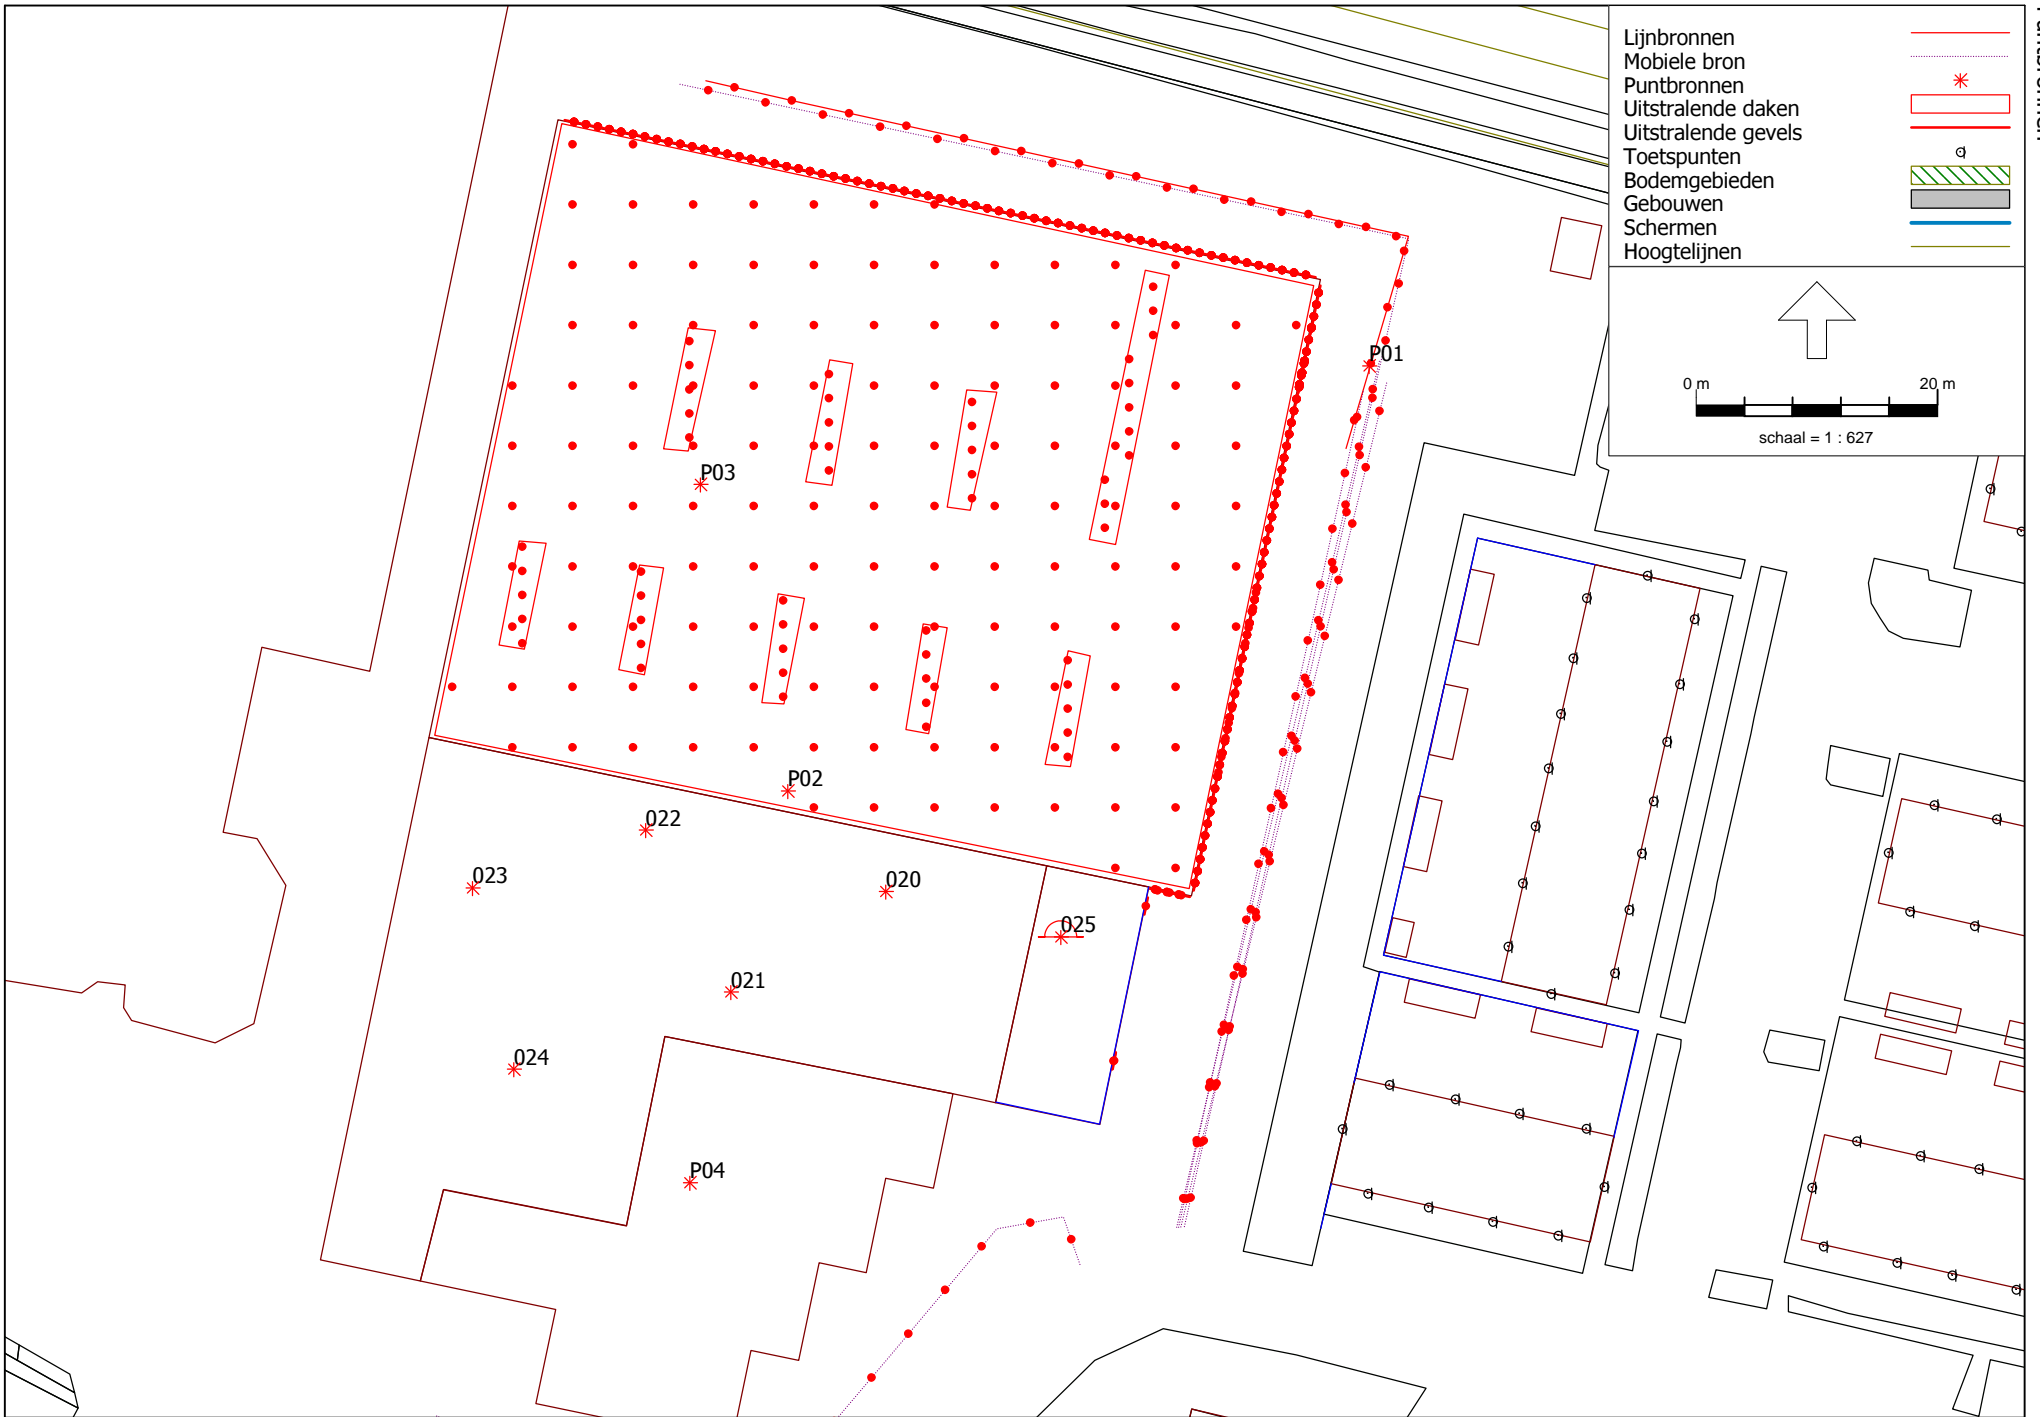 Lijnbronnen
Mobiele bron
Puntbronnen
Uitstralende daken
Uitstralende gevels
Toetspunten
Bodemgebieden
Gebouwen
Schermen
Hoogtelijnen
0 m 20 m
schaal = 1 : 627
P01
P03
P02
022
023
020
025
021
024
P04